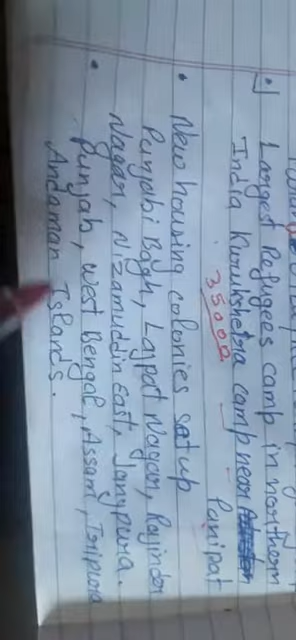 Largest Refugees camp in northern
India Kurukshetra camp near
Panipat
35000
• New housing colonies set up
Punjabi Bagh, Lajpat Nagar, Rajinder
Nagar, Nizamuddin East, Jangpura.
• Punjab, West Bengal, Assam, Tripura
Andaman Islands.